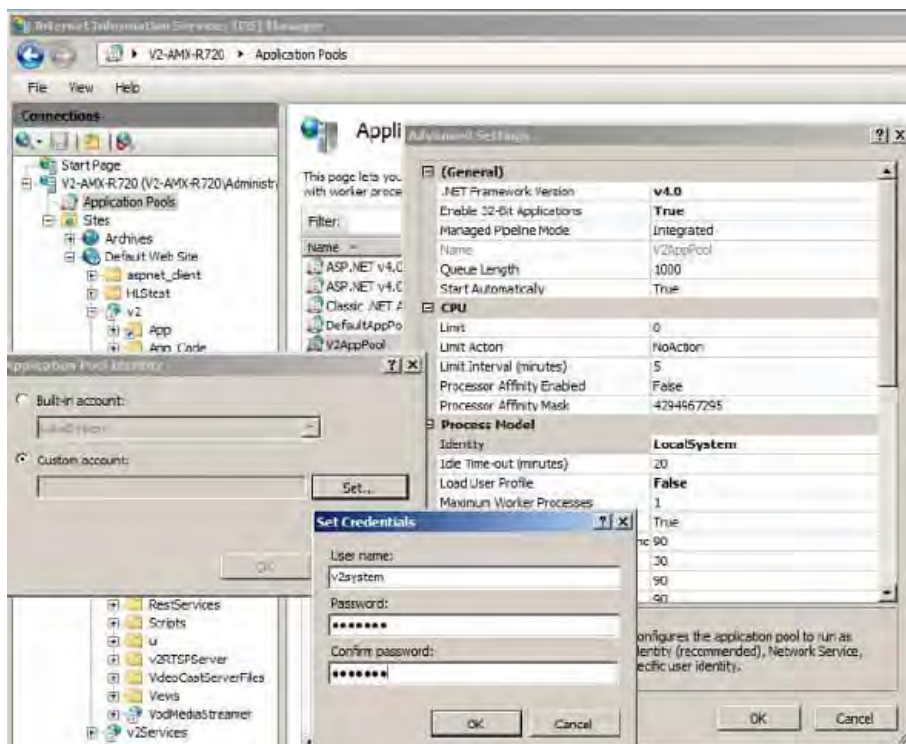 Internet Information Services (IIS) Manager
V2-AMX-R720 Application Pools
File View Help
Connections
Start Page
V2-AMX-R720 (V2-AMX-R720\Administr
Application Pools
Sites
Archives
Default Web Site
aspnet_client
HLStest
v2
App
App_Code
Appli
This page lets you
with worker proce
Filter:
Name
ASP.NET v4.0
ASP.NET v4.0
Classic .NET A
DefaultAppPo
V2AppPool
Advanced Settings
(General)
.NET Framework Version v4.0
Enable 32-Bit Applications True
Managed Pipeline Mode Integrated
Name V2AppPool
Queue Length 1000
Start Automatically True
CPU
Limit 0
Limit Action NoAction
Limit Interval (minutes) 5
Processor Affinity Enabled False
Processor Affinity Mask 4294967295
Process Model
Identity LocalSystem
Idle Time-out (minutes) 20
Load User Profile False
Maximum Worker Processes 1
True
90
30
90
90
Application Pool Identity
Built-in account:
LocalSystem
Custom account:
Set...
OK
Set Credentials
User name:
v2system
Password:
•••••••
Confirm password:
•••••••
OK Cancel
RestServices
Scripts
ui
v2RTSPServer
VideoCastServerFiles
Views
VodMediaStreamer
v2Services
onfigures the application pool to run as
dentity (recommended), Network Service,
ecific user identity.
OK Cancel